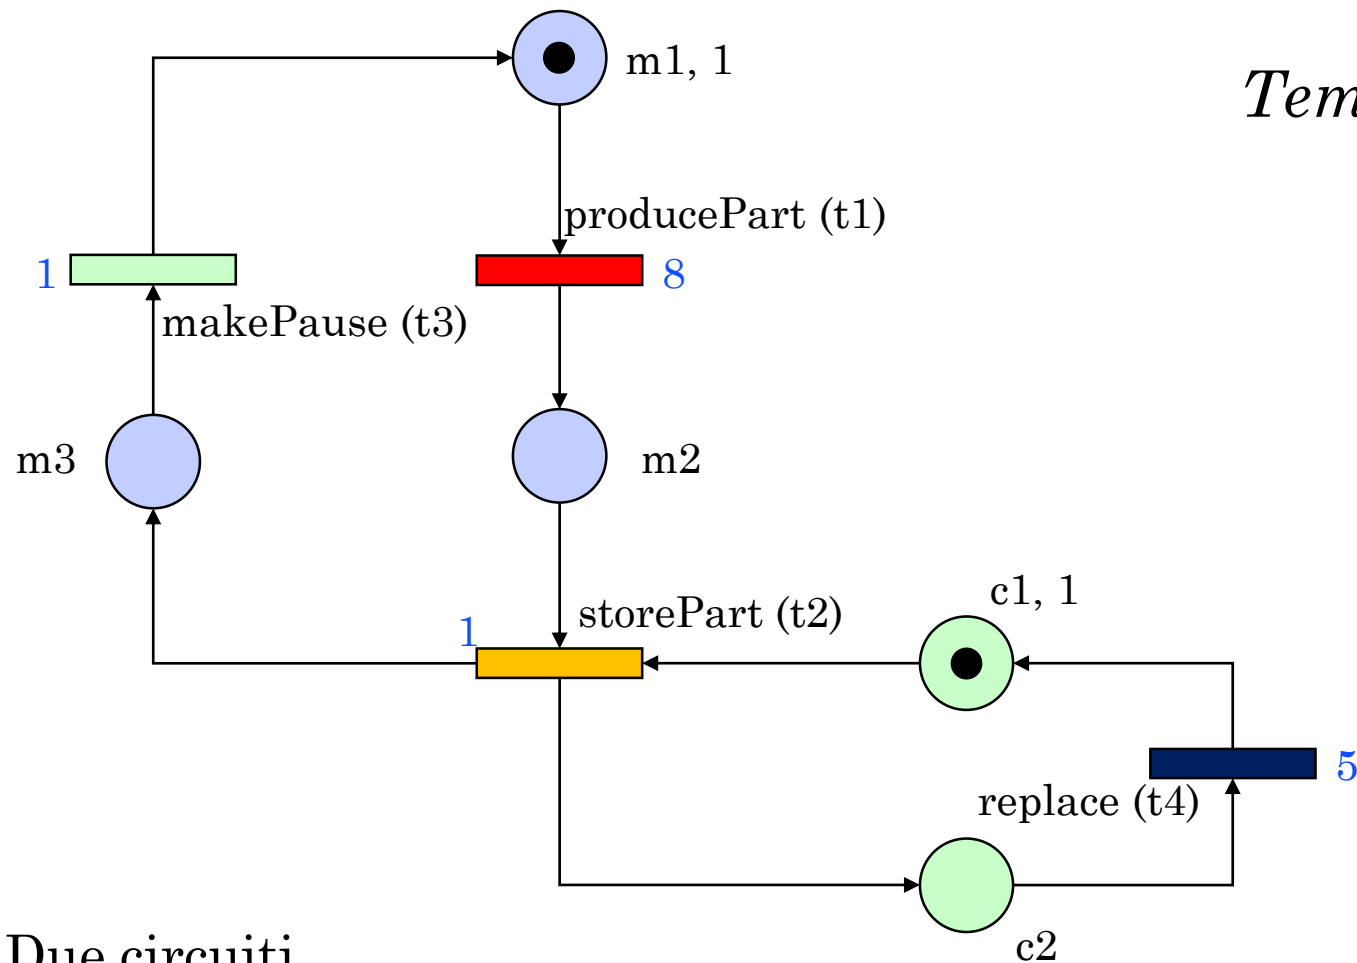 m1, 1
Tem
producePart (t1)
1
8
makePause (t3)
m3
m2
c1, 1
storePart (t2)
1
5
replace (t4)
Due circuiti
c2